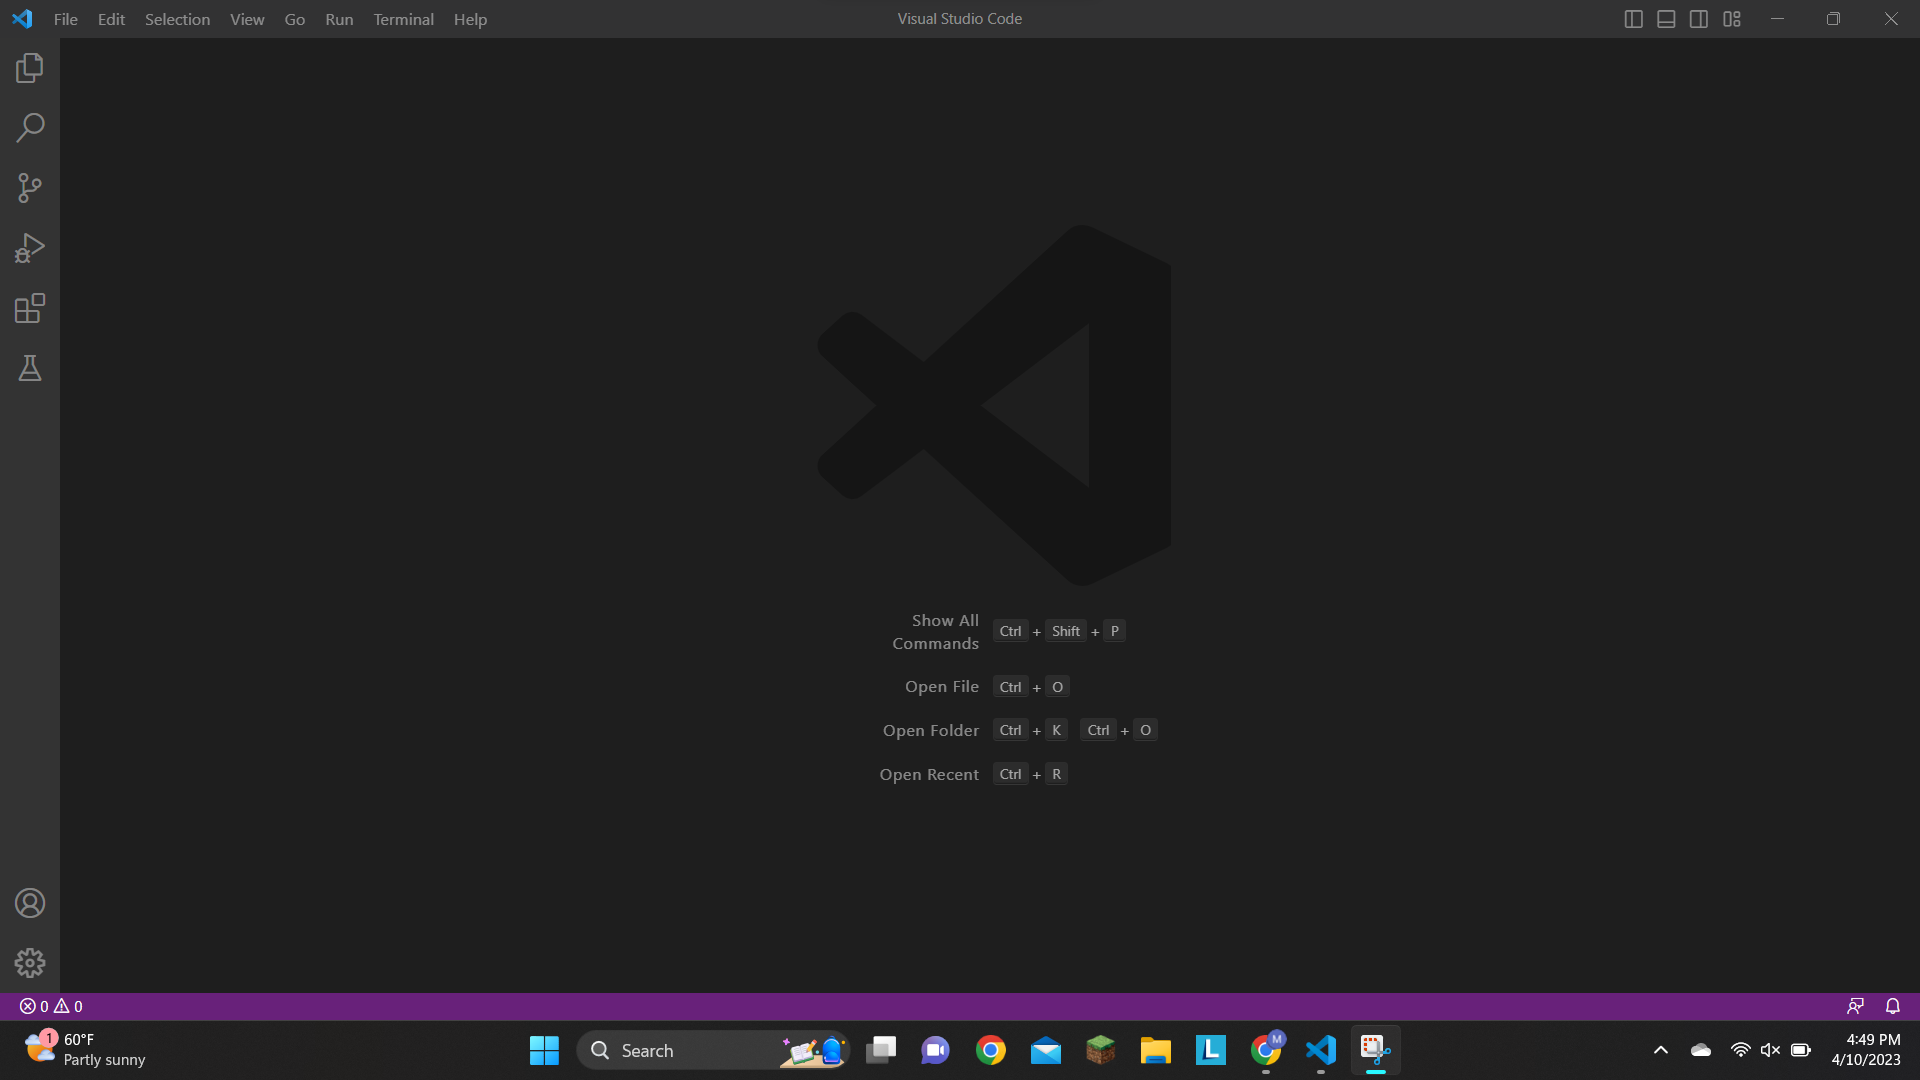 File Edit Selection View Go Run Terminal Help Visual Studio Code
Show All
Commands Ctrl + Shift + P
Open File Ctrl + O
Open Folder Ctrl + K Ctrl + O
Open Recent Ctrl + R
0 0
1 60°F
Partly sunny
Search
L
M
4:49 PM
4/10/2023